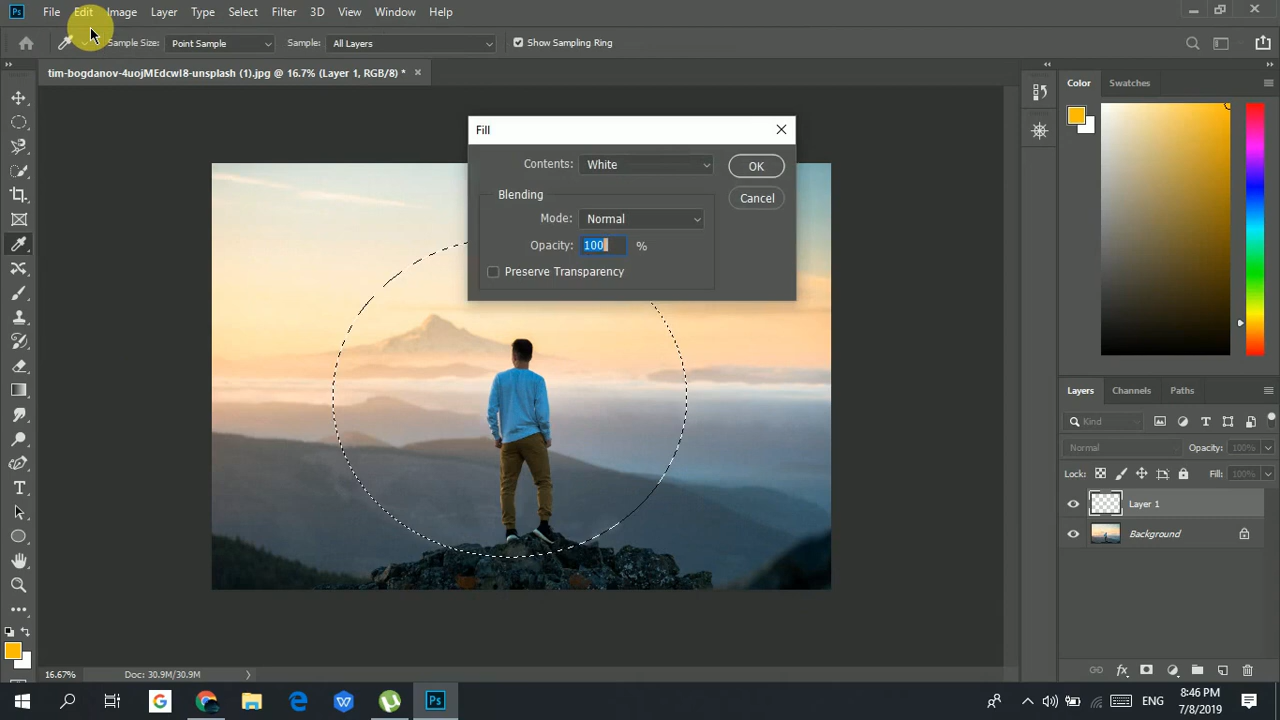 Ps File Edit Image Layer Type Select Filter 3D View Window Help
Sample Size: Point Sample Sample: All Layers Show Sampling Ring
tim-bogdanov-4uojMEdcwI8-unsplash (1).jpg @ 16.7% (Layer 1, RGB/8) *
Color Swatches
Fill
Contents: White OK
Blending
Cancel
Mode: Normal
Opacity: 100 %
Preserve Transparency
Layers Channels Paths
Kind
Normal Opacity: 100%
Lock: Fill: 100%
Layer 1
Background
16.67% Doc: 30.9M/30.9M
ENG
8:46 PM
7/8/2019